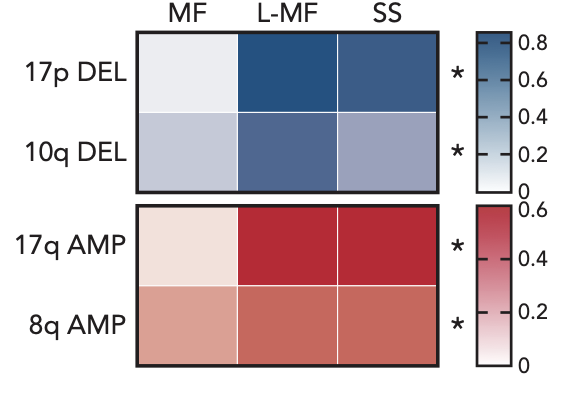 MF L-MF SS
17p DEL * 0.8
0.6
0.4
10q DEL * 0.2
0
0.6
17q AMP * 0.4
0.2
8q AMP *
0